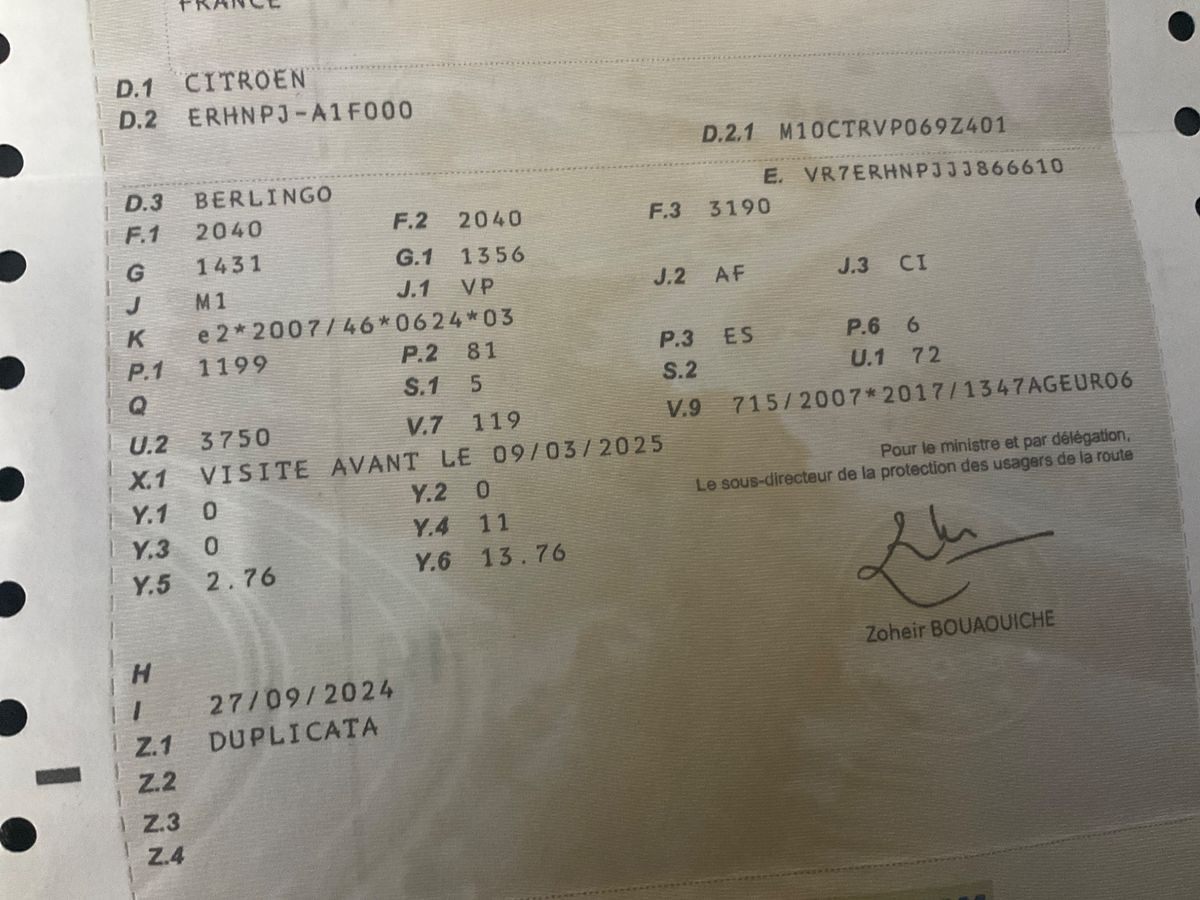 FRANCE
D.1 CITROEN
D.2 ERHNPJ-A1F000
D.2.1 M10CTRVP069Z401
E. VR7ERHNPJJJ866610
D.3 BERLINGO
F.1 2040 F.2 2040 F.3 3190
G 1431 G.1 1356
J M1 J.1 VP J.2 AF J.3 CI
K e2*2007/46*0624*03
P.1 1199 P.2 81 P.3 ES P.6 6
Q S.1 5 S.2 U.1 72
U.2 3750 V.7 119 V.9 715/2007*2017/1347AGEURO6
X.1 VISITE AVANT LE 09/03/2025
Y.1 0 Y.2 0
Y.3 0 Y.4 11
Y.5 2.76 Y.6 13.76
Pour le ministre et par délégation,
Le sous-directeur de la protection des usagers de la route
Zoheir BOUAOUICHE
H
I 27/09/2024
Z.1 DUPLICATA
Z.2
Z.3
Z.4